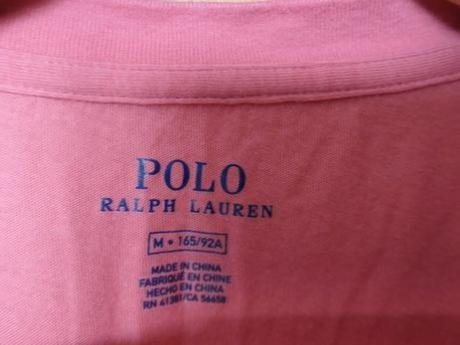 POLO
RALPH LAUREN
M • 165/92A
MADE IN CHINA
FABRIQUÉ EN CHINE
HECHO EN CHINA
RN 41381/CA 56658